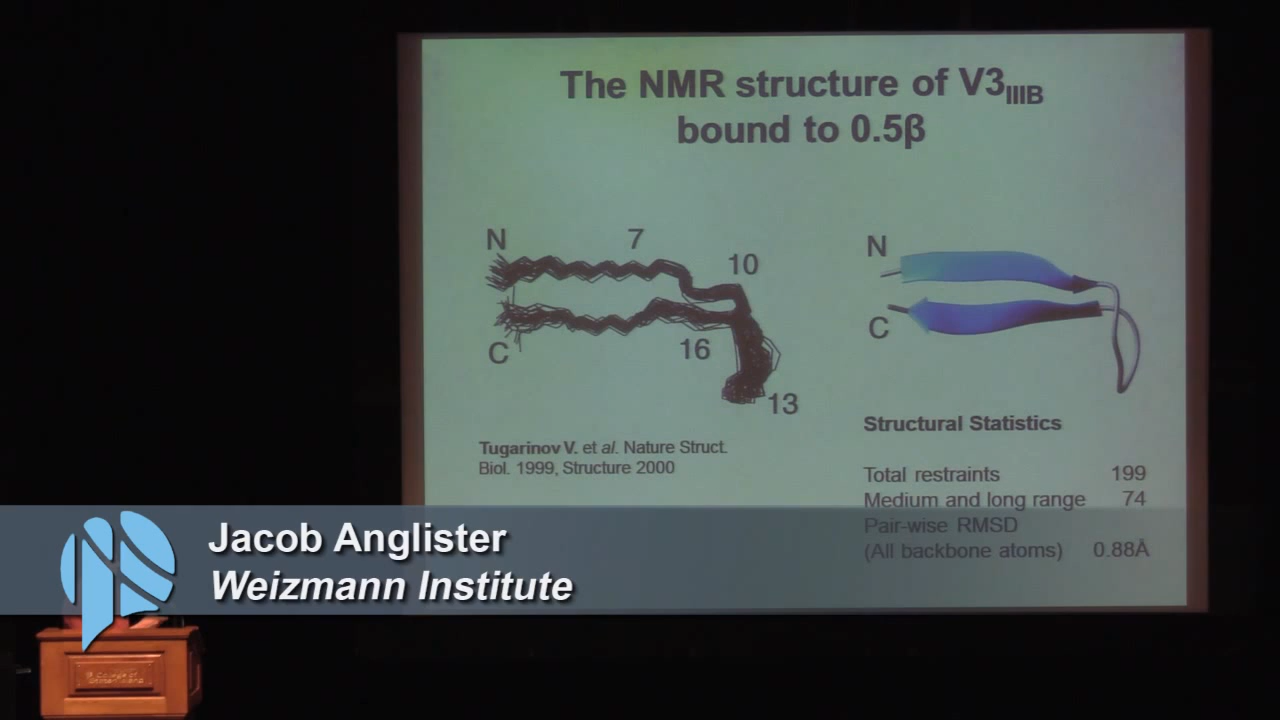 The NMR structure of V3IIIB
bound to 0.5β
N
7
10
C
16
13
N
C
Tugarinov V. et al. Nature Struct.
Biol. 1999, Structure 2000
Structural Statistics
Total restraints 199
Medium and long range 74
Pair-wise RMSD
(All backbone atoms) 0.88Å
Jacob Anglister
Weizmann Institute